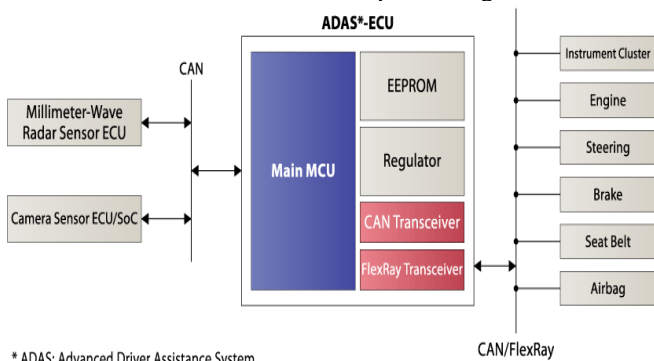 ADAS*-ECU
CAN
Millimeter-Wave
Radar Sensor ECU
Camera Sensor ECU/SoC
Main MCU
EEPROM
Regulator
CAN Transceiver
FlexRay Transceiver
Instrument Cluster
Engine
Steering
Brake
Seat Belt
Airbag
CAN/FlexRay
* ADAS: Advanced Driver Assistance System